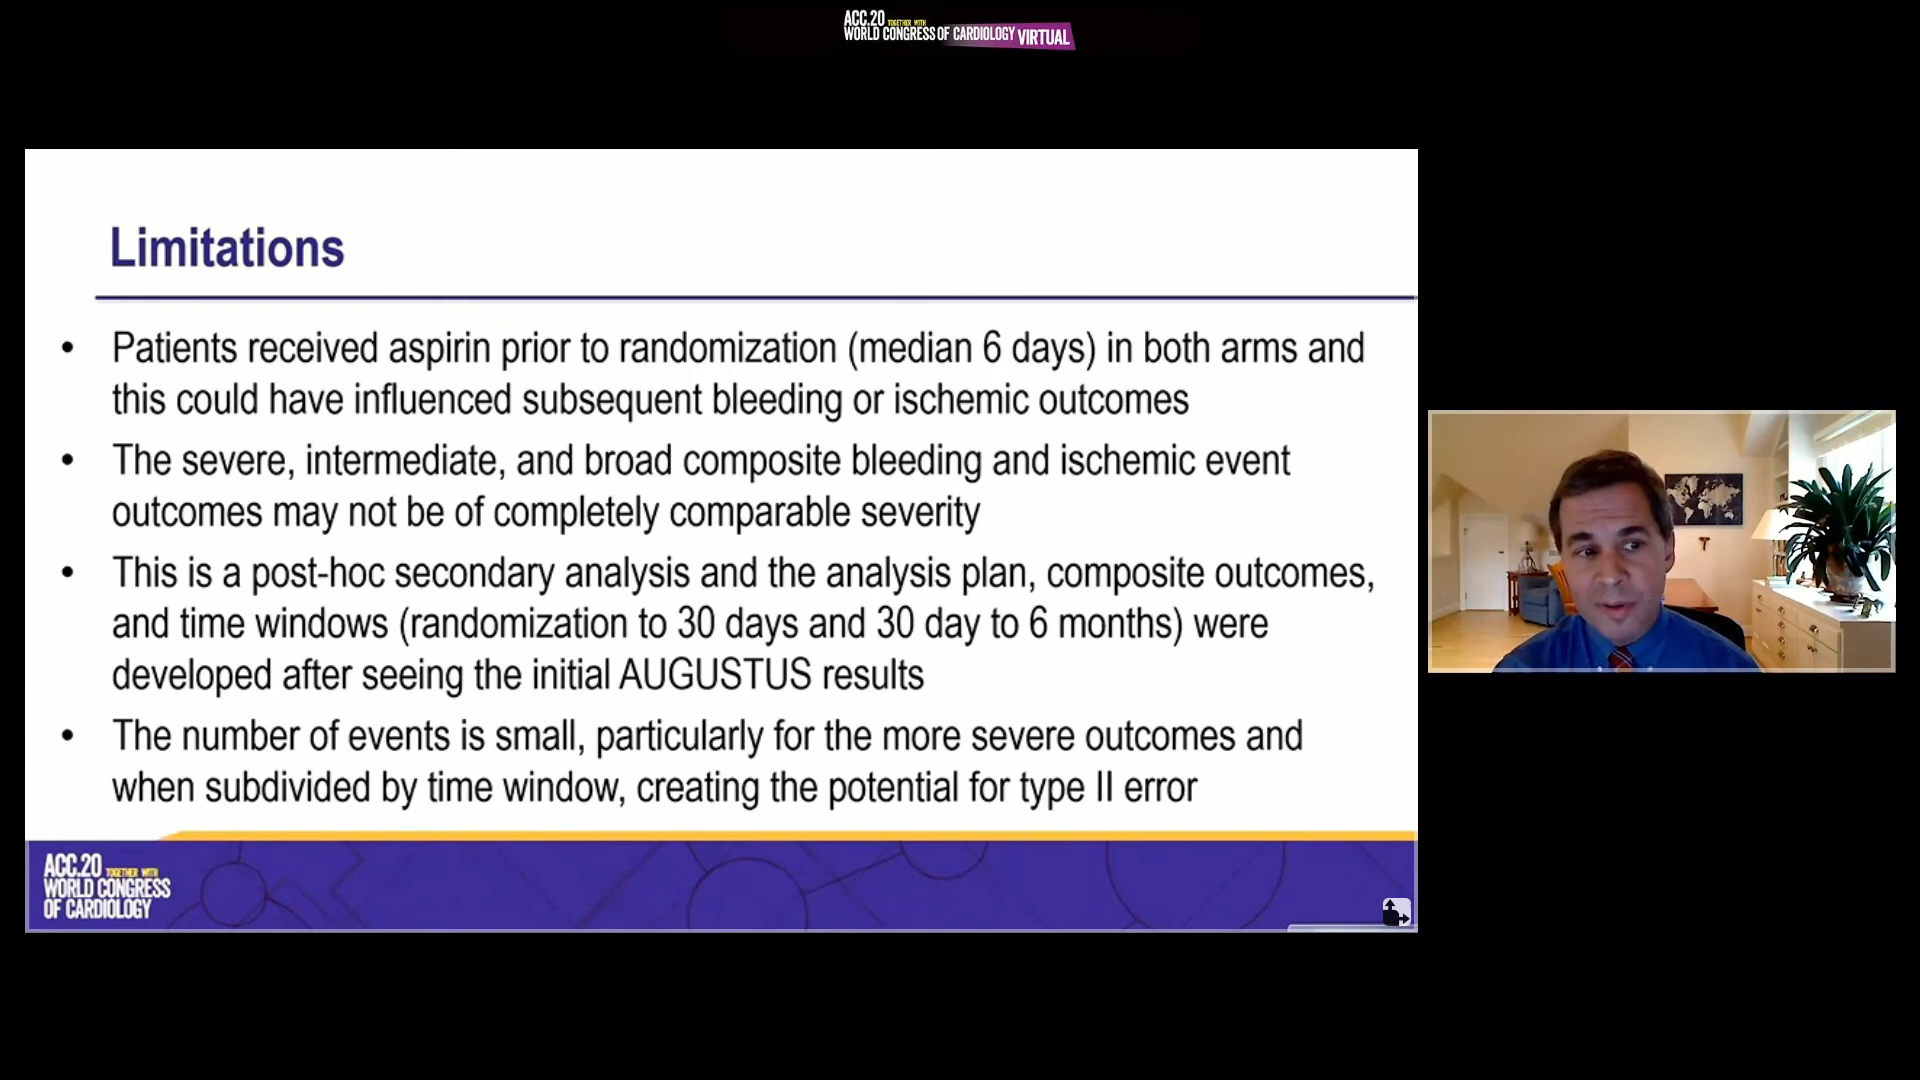 ACC.20 TOGETHER WITH
WORLD CONGRESS OF CARDIOLOGY VIRTUAL
Limitations
• Patients received aspirin prior to randomization (median 6 days) in both arms and
this could have influenced subsequent bleeding or ischemic outcomes
• The severe, intermediate, and broad composite bleeding and ischemic event
outcomes may not be of completely comparable severity
• This is a post-hoc secondary analysis and the analysis plan, composite outcomes,
and time windows (randomization to 30 days and 30 day to 6 months) were
developed after seeing the initial AUGUSTUS results
• The number of events is small, particularly for the more severe outcomes and
when subdivided by time window, creating the potential for type II error
ACC.20 TOGETHER WITH
WORLD CONGRESS
OF CARDIOLOGY